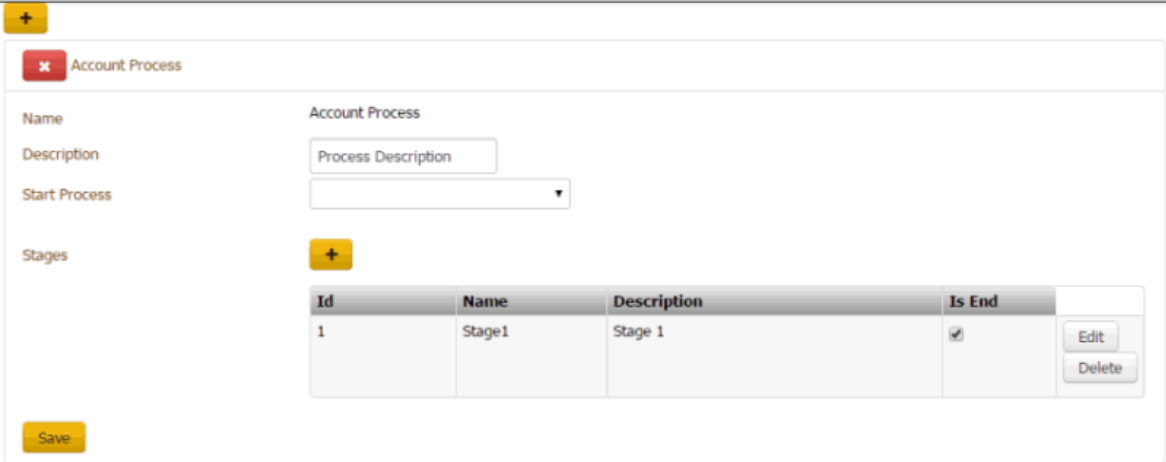 +
× Account Process
Name Account Process
Description Process Description
Start Process
Stages +
Id Name Description Is End
1 Stage1 Stage 1 Edit
Delete
Save